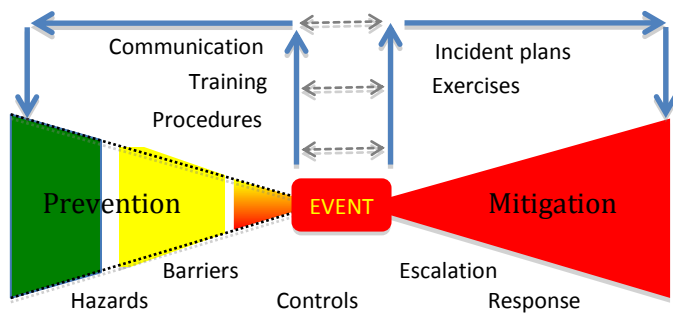 Communication
Incident plans
Training
Exercises
Procedures
Prevention
EVENT
Mitigation
Barriers
Escalation
Hazards
Controls
Response